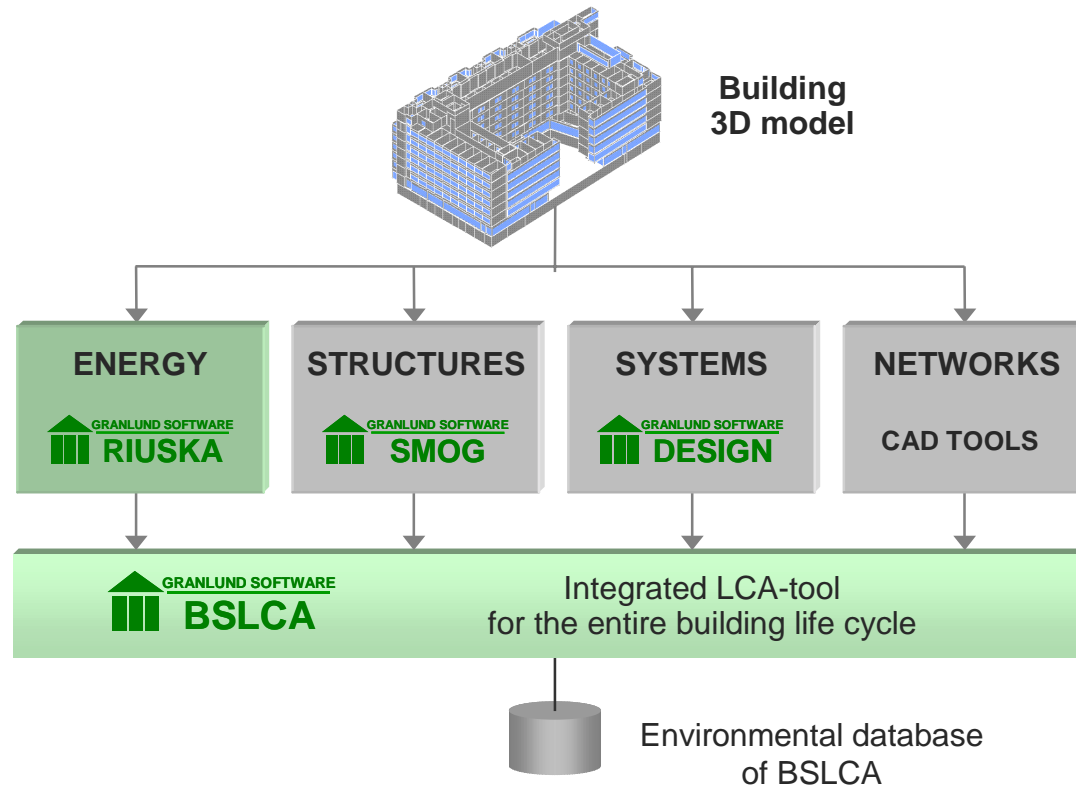 Building
3D model
ENERGY
GRANLUND SOFTWARE
RIUSKA
STRUCTURES
GRANLUND SOFTWARE
SMOG
SYSTEMS
GRANLUND SOFTWARE
DESIGN
NETWORKS
CAD TOOLS
GRANLUND SOFTWARE
BSLCA
Integrated LCA-tool
for the entire building life cycle
Environmental database
of BSLCA